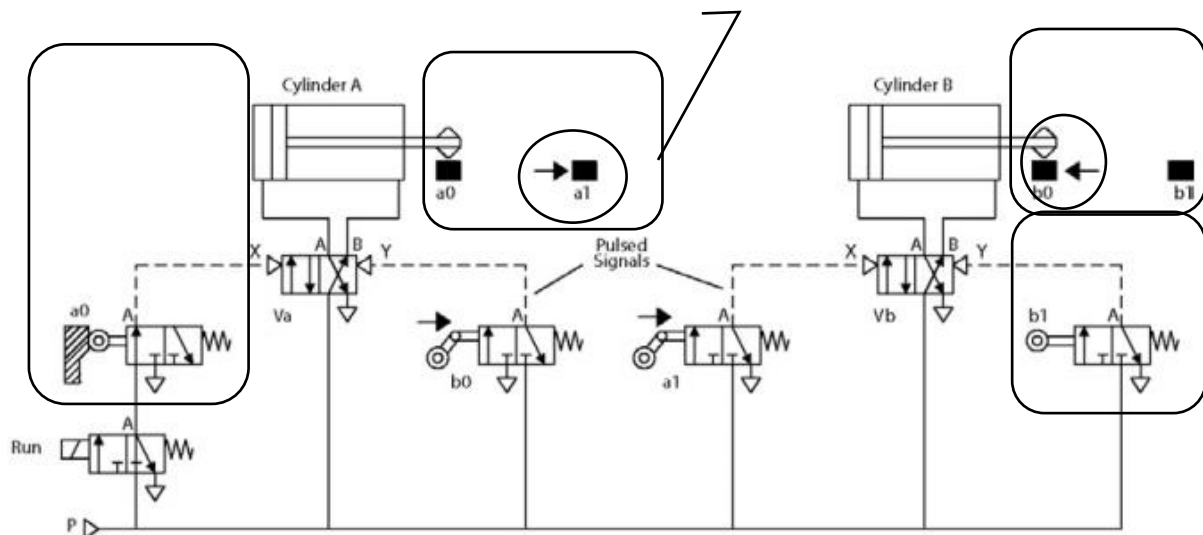 Cylinder A
Cylinder B
a0
a1
b0
b1
Pulsed
Signals
X
A
B
Y
X
A
B
Y
a0
A
Va
A
b0
A
a1
Vb
b1
A
A
Run
P